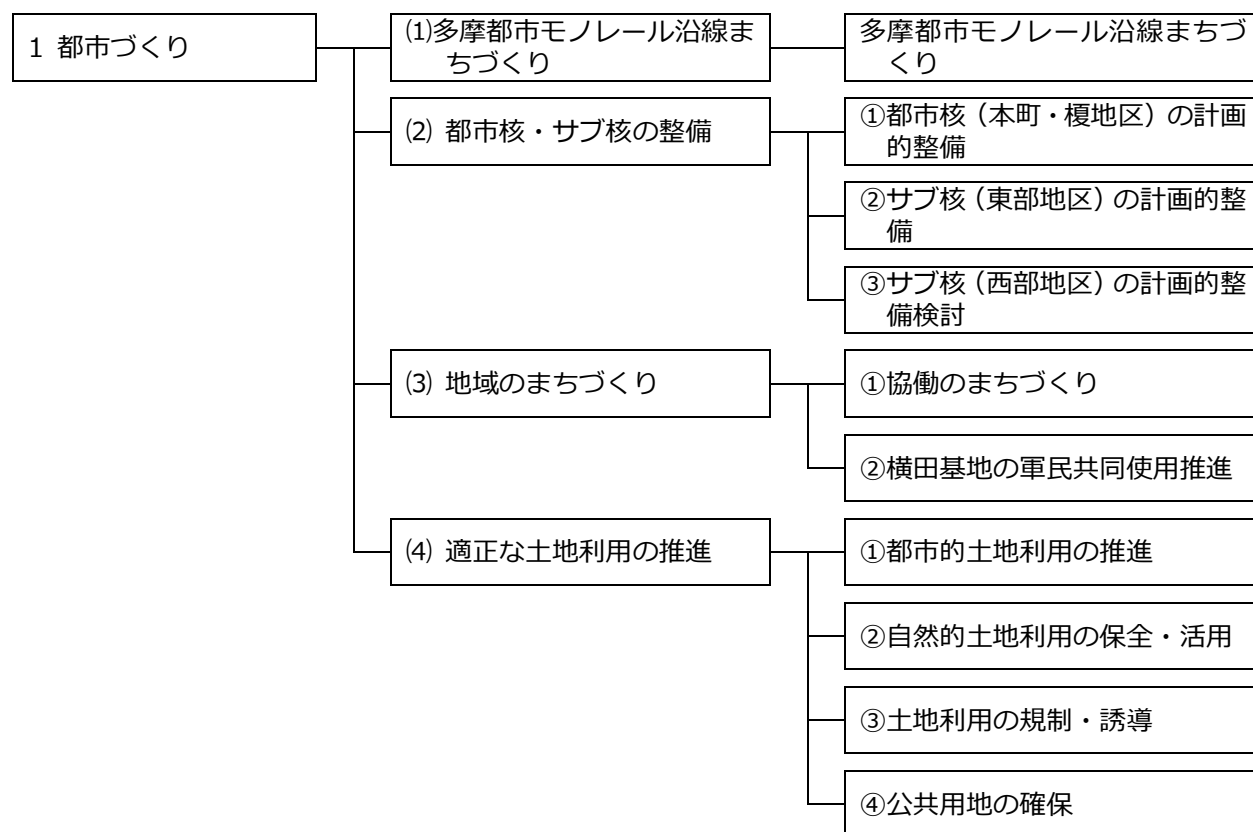 1 都市づくり
⑴多摩都市モノレール沿線ま
ちづくり
多摩都市モノレール沿線まちづ
くり
⑵ 都市核・サブ核の整備
①都市核（本町・榎地区）の計画
的整備
②サブ核（東部地区）の計画的整
備
③サブ核（西部地区）の計画的整
備検討
⑶ 地域のまちづくり
①協働のまちづくり
②横田基地の軍民共同使用推進
⑷ 適正な土地利用の推進
①都市的土地利用の推進
②自然的土地利用の保全・活用
③土地利用の規制・誘導
④公共用地の確保